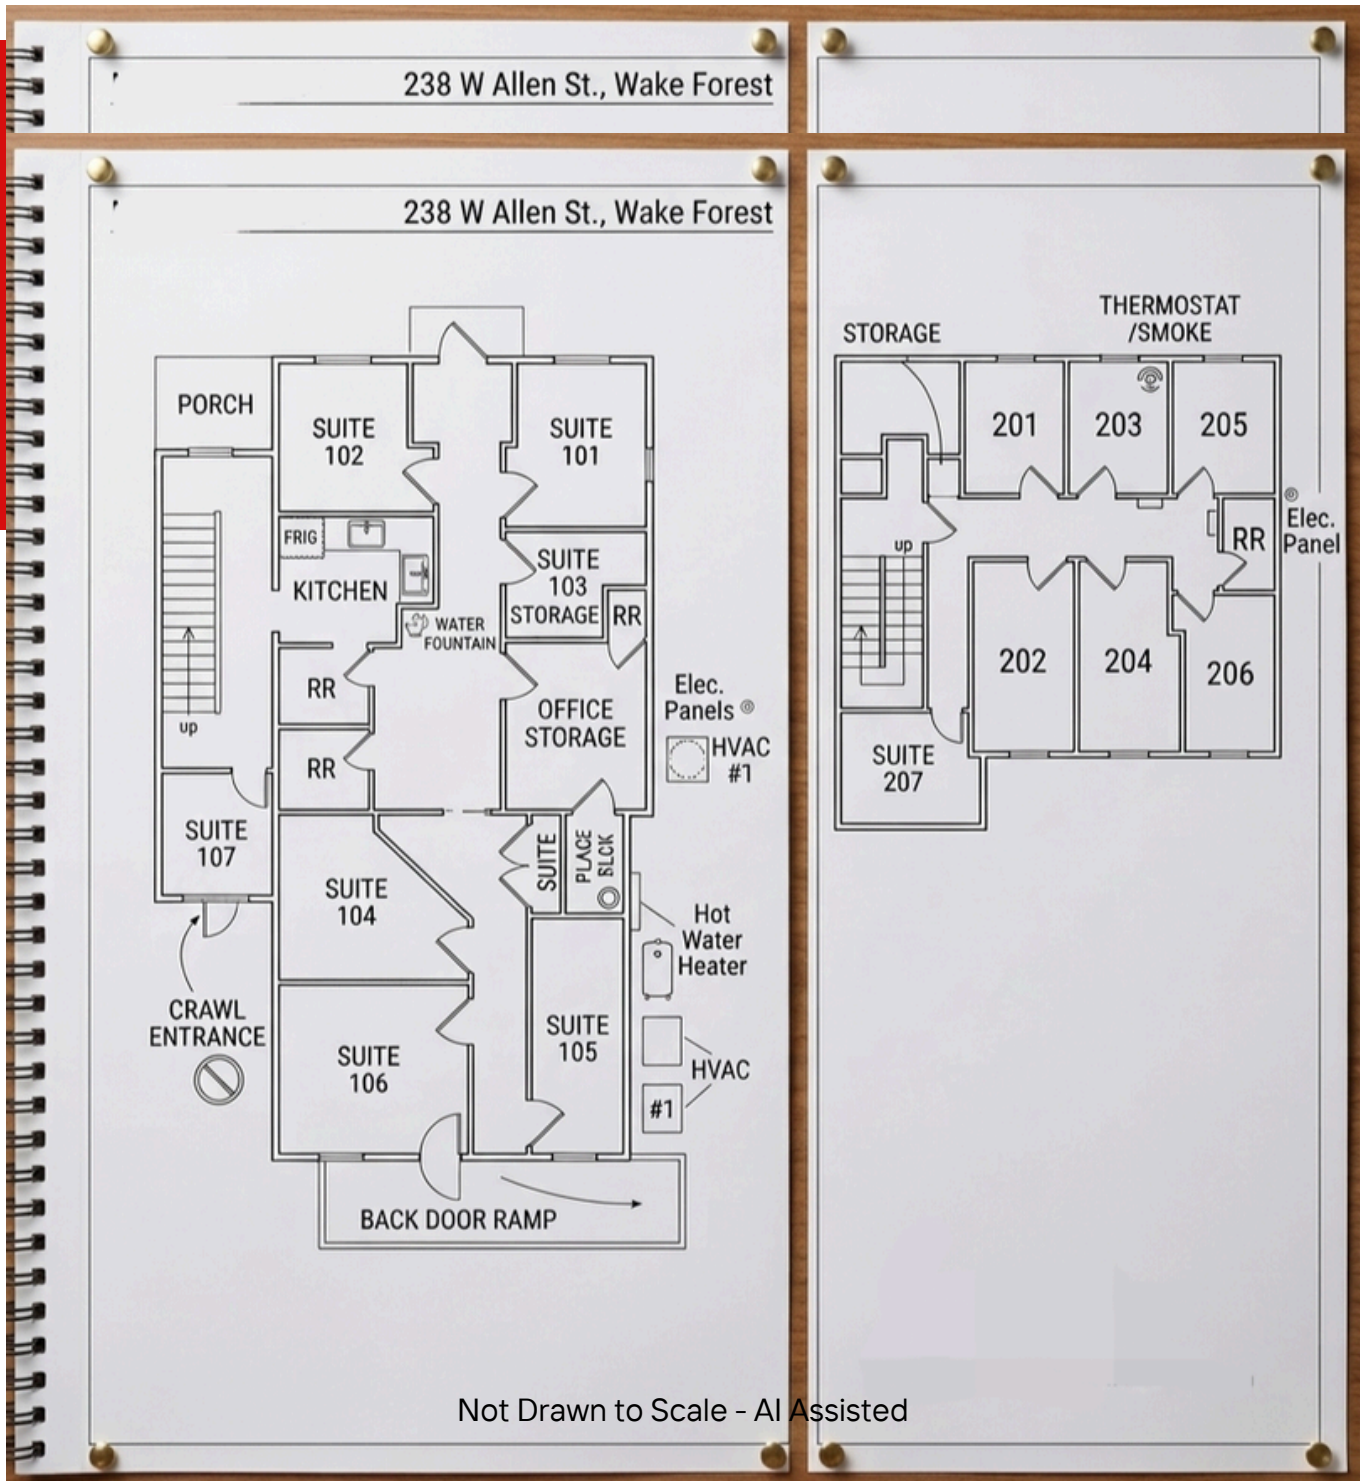 238 W Allen St., Wake Forest
238 W Allen St., Wake Forest
PORCH
SUITE
102
SUITE
101
FRIG
KITCHEN
SUITE
103
STORAGE
RR
WATER
FOUNTAIN
RR
RR
OFFICE
STORAGE
Elec.
Panels
HVAC
#1
up
SUITE
107
SUITE
104
SUITE
PLACE
BLCK
Hot
Water
Heater
CRAWL
ENTRANCE
SUITE
106
SUITE
105
HVAC
#1
BACK DOOR RAMP
STORAGE
THERMOSTAT
/SMOKE
201
203
205
RR
Elec.
Panel
up
202
204
206
SUITE
207
Not Drawn to Scale - AI Assisted